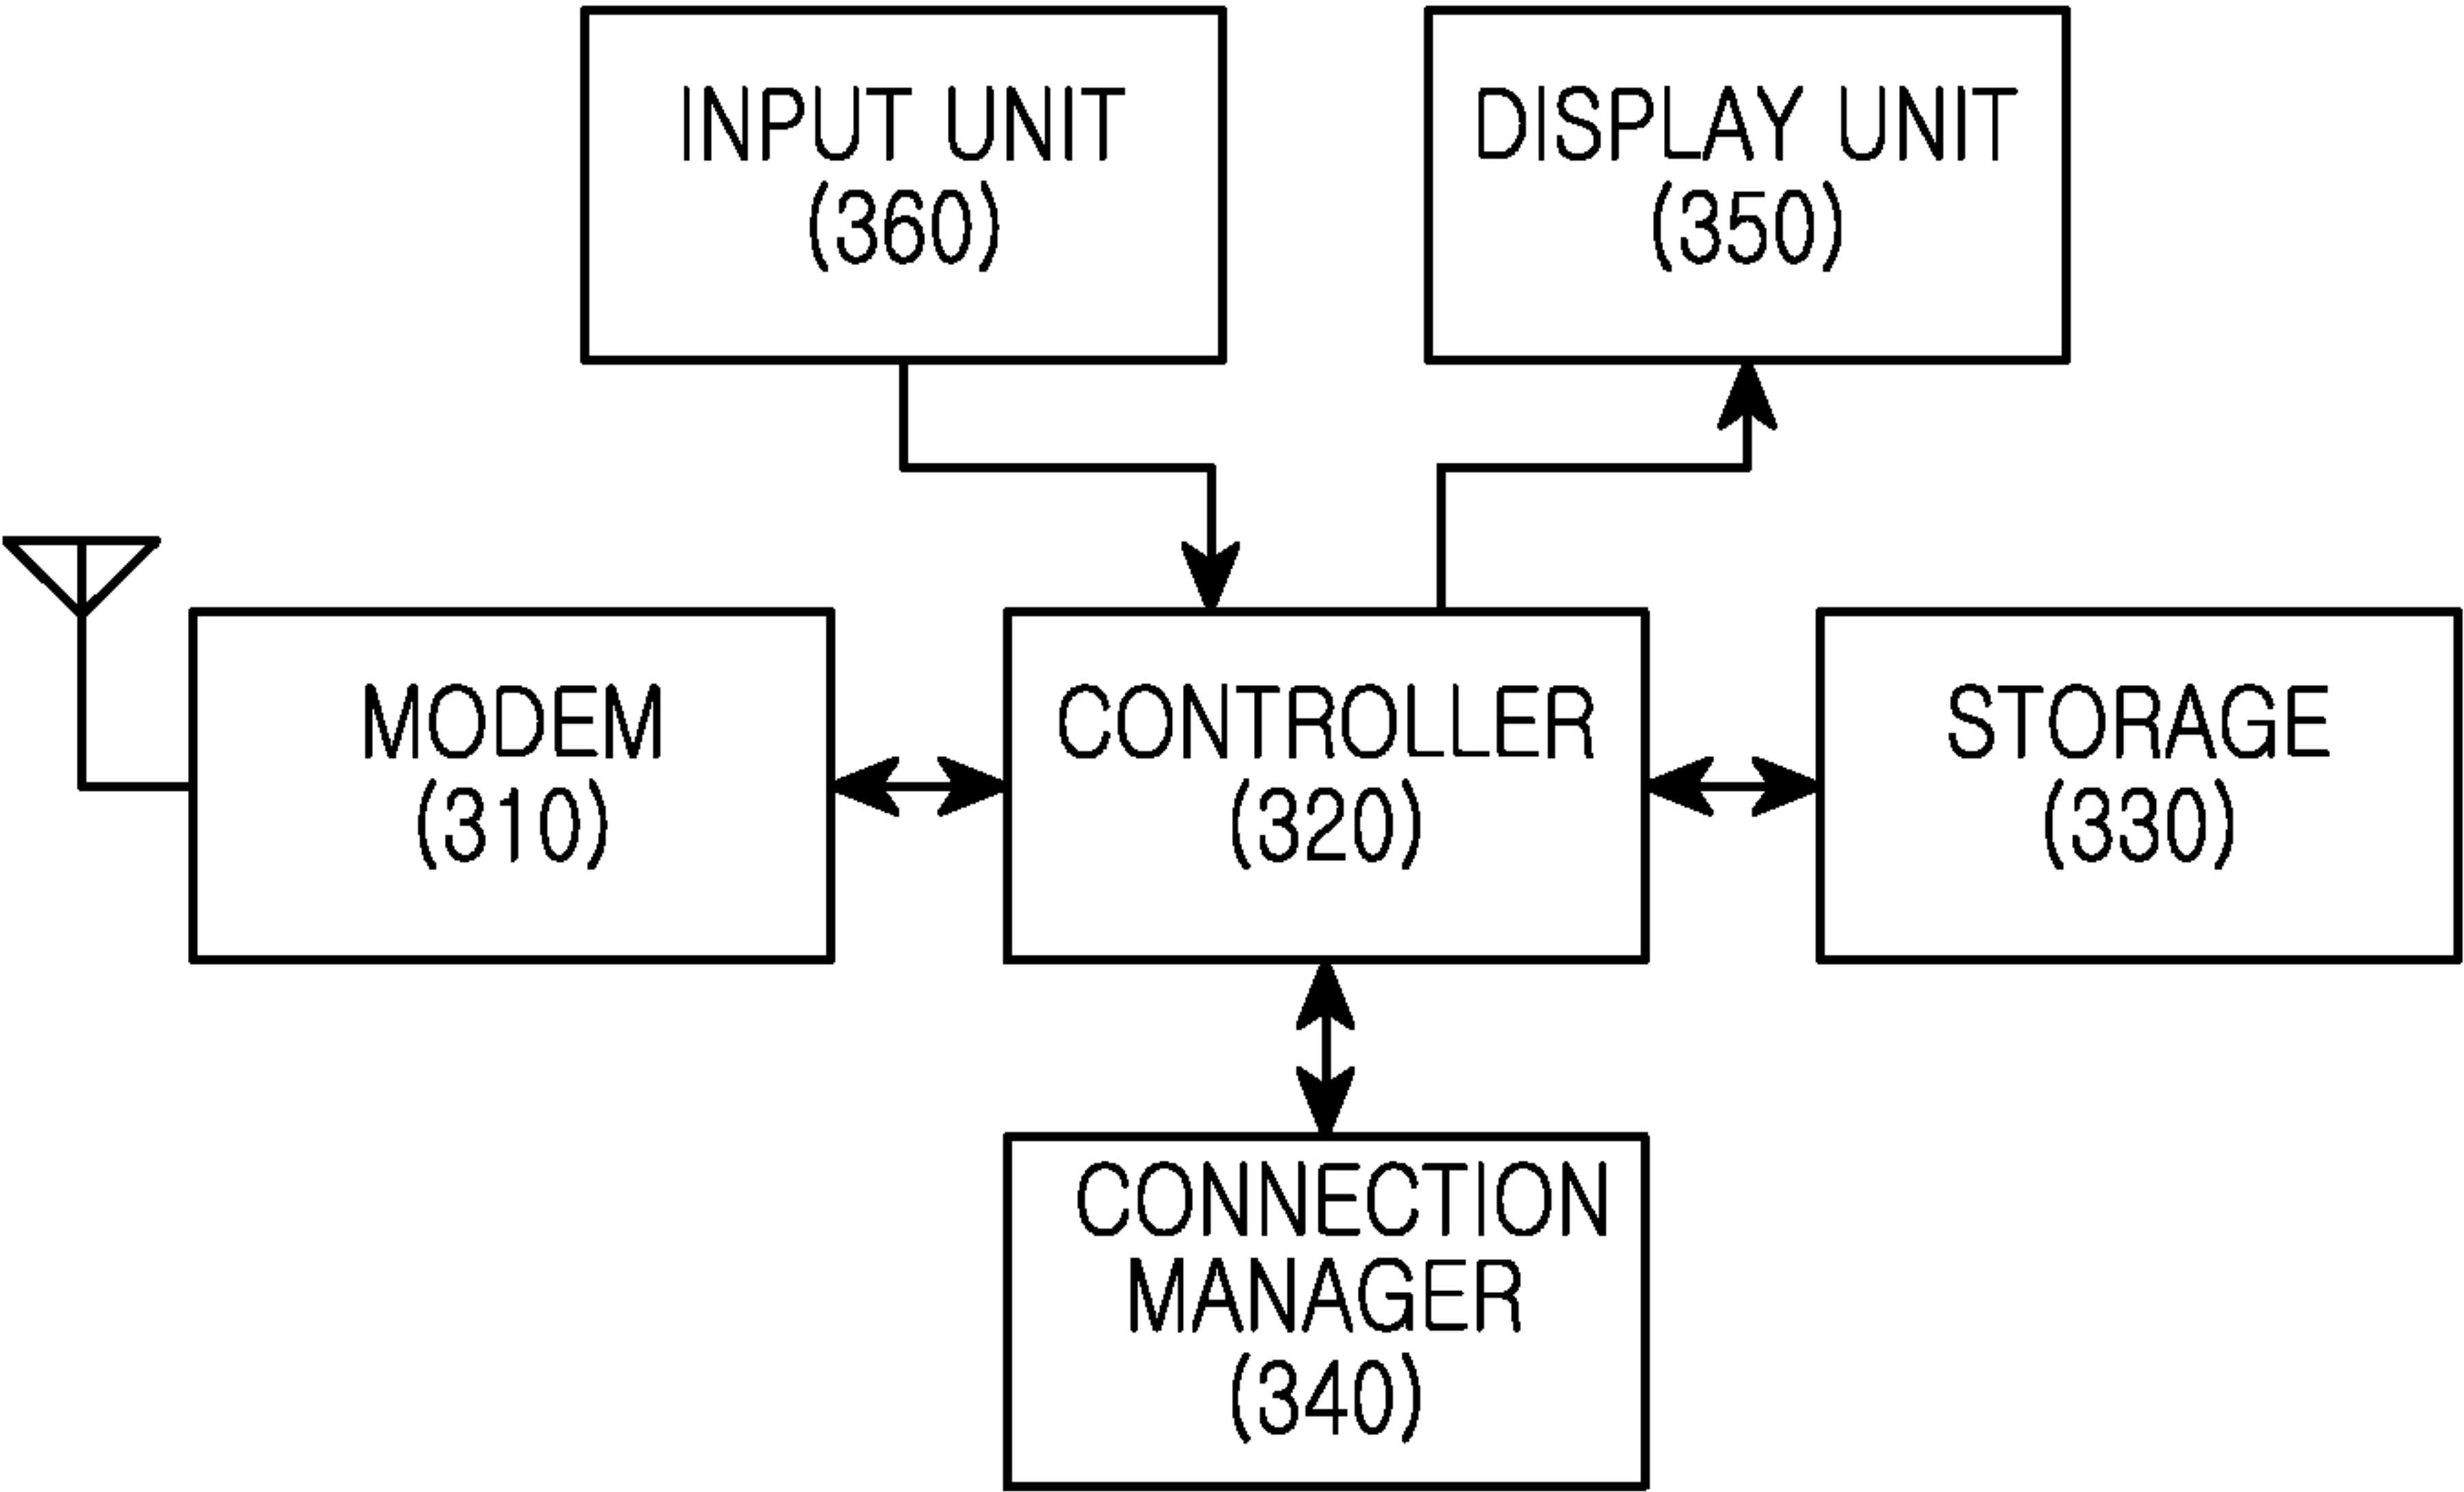 INPUT UNIT
(360)
DISPLAY UNIT
(350)
MODEM
(310)
CONTROLLER
(320)
STORAGE
(330)
CONNECTION
MANAGER
(340)